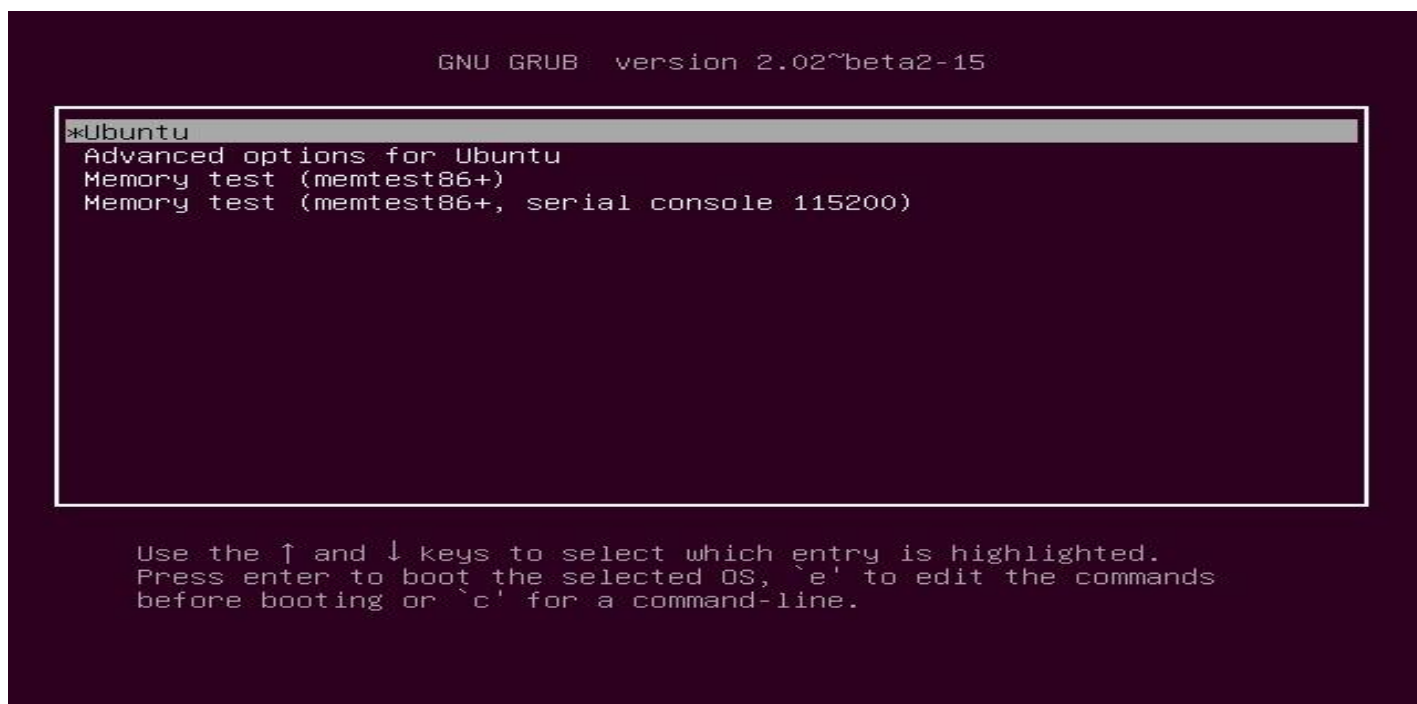 GNU GRUB  version 2.02~beta2-15
*Ubuntu
Advanced options for Ubuntu
Memory test (memtest86+)
Memory test (memtest86+, serial console 115200)
Use the ↑ and ↓ keys to select which entry is highlighted.
Press enter to boot the selected OS, `e' to edit the commands
before booting or `c' for a command-line.